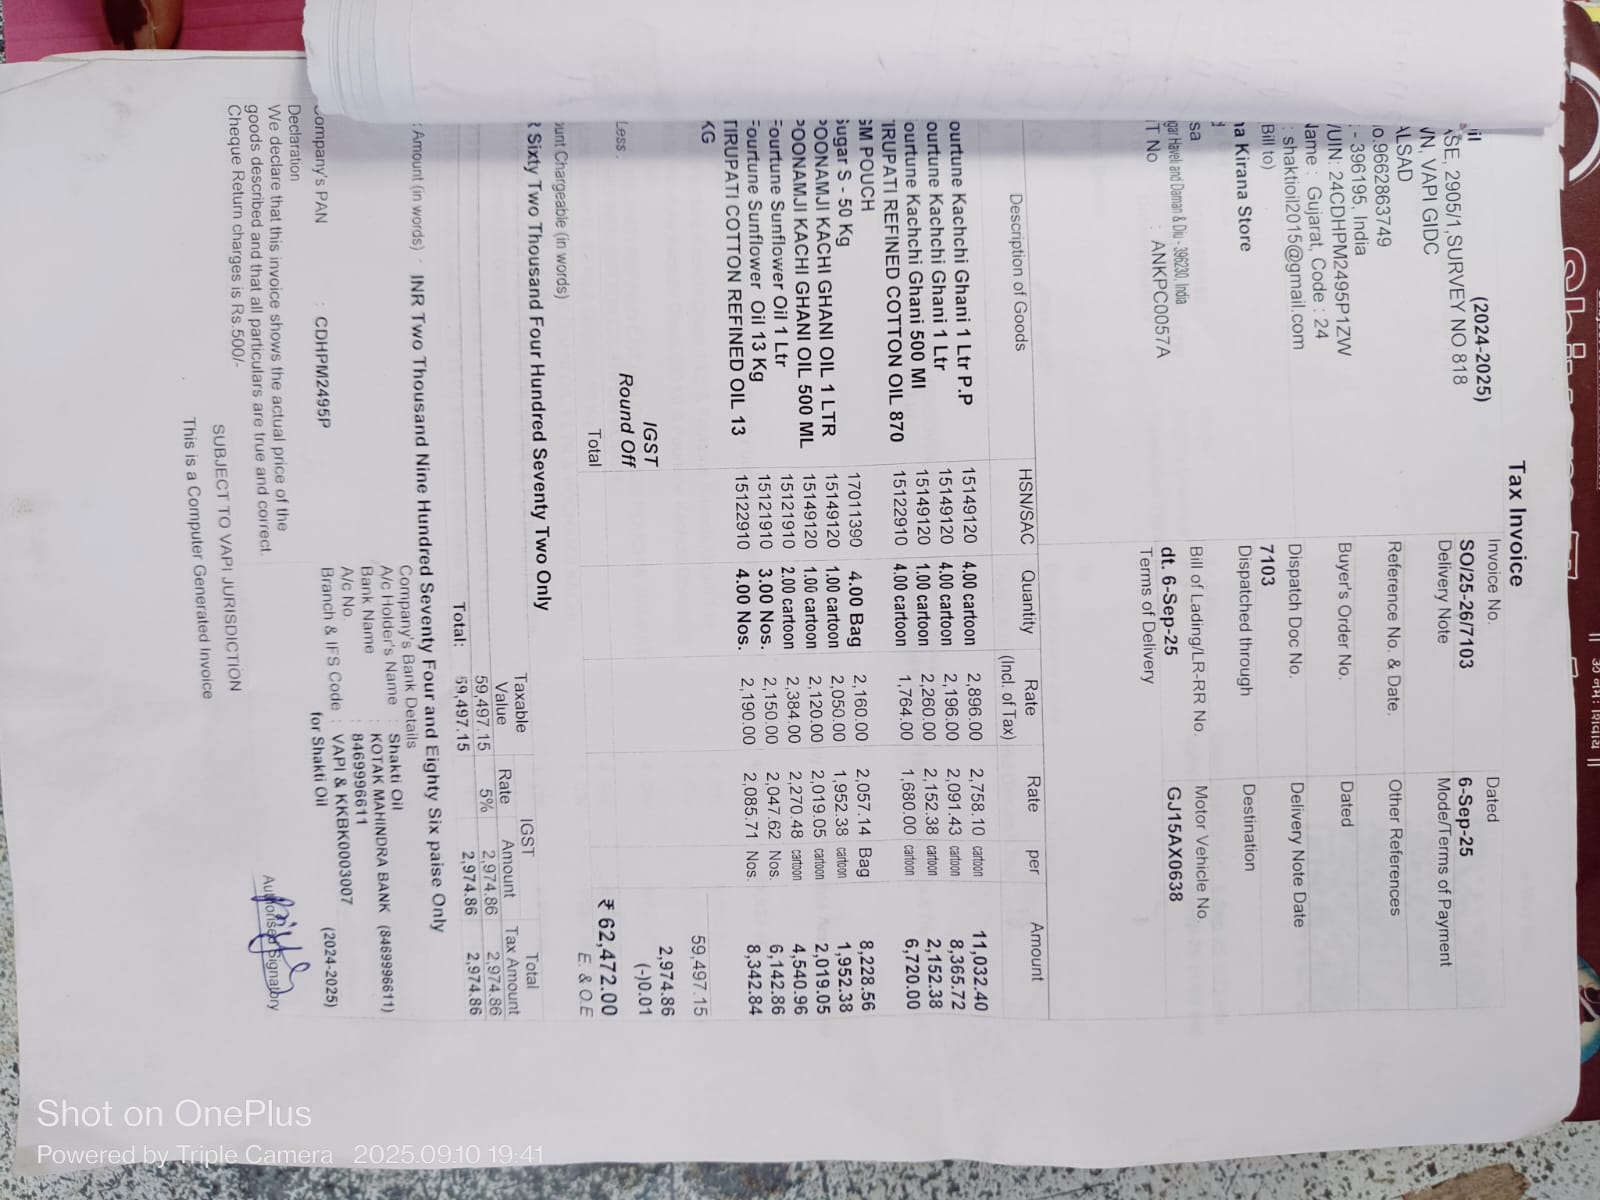 || ॐ नमः शिवाय ||
Tax Invoice
(2024-2025)
2905/1,SURVEY NO 818
VAPI GIDC
9662863749
- 396195, India
/UIN: 24CDHPM2495P1ZW
Gujarat, Code : 24
: shaktioil2015@gmail.com
Bill to)
Kirana Store
Haveli and Daman & Diu - 396230, India
No : ANKPC0057A
Invoice No.
SO/25-26/7103
Dated
6-Sep-25
Delivery Note
Mode/Terms of Payment
Reference No. & Date.
Other References
Buyer's Order No.
Dated
Dispatch Doc No.
7103
Delivery Note Date
Dispatched through
Destination
Bill of Lading/LR-RR No.
dt. 6-Sep-25
Motor Vehicle No.
GJ15AX0638
Terms of Delivery
Description of Goods HSN/SAC Quantity Rate (Incl. of Tax) Rate per Amount
ourtune Kachchi Ghani 1 Ltr P.P 15149120 4.00 cartoon 2,896.00 2,758.10 cartoon 11,032.40
ourtune Kachchi Ghani 1 Ltr 15149120 4.00 cartoon 2,196.00 2,091.43 cartoon 8,365.72
ourtune Kachchi Ghani 500 Ml 15149120 1.00 cartoon 2,260.00 2,152.38 cartoon 2,152.38
IRUPATI REFINED COTTON OIL 870 15122910 4.00 cartoon 1,764.00 1,680.00 cartoon 6,720.00
GM POUCH
Sugar S - 50 Kg 17011390 4.00 Bag 2,160.00 2,057.14 Bag 8,228.56
POONAMJI KACHI GHANI OIL 1 LTR 15149120 1.00 cartoon 2,050.00 1,952.38 cartoon 1,952.38
POONAMJI KACHI GHANI OIL 500 ML 15149120 1.00 cartoon 2,120.00 2,019.05 cartoon 2,019.05
Fourtune Sunflower Oil 1 Ltr 15121910 2.00 cartoon 2,384.00 2,270.48 cartoon 4,540.96
Fourtune Sunflower Oil 13 Kg 15121910 3.00 Nos. 2,150.00 2,047.62 Nos. 6,142.86
TIRUPATI COTTON REFINED OIL 13 15122910 4.00 Nos. 2,190.00 2,085.71 Nos. 8,342.84
KG
59,497.15
IGST 2,974.86
Less : Round Off (-)0.01
Total ₹ 62,472.00
E. & O.E
Chargeable (in words)
Sixty Two Thousand Four Hundred Seventy Two Only
Taxable Value IGST Total Tax Amount
Rate Amount
59,497.15 5% 2,974.86 2,974.86
Total: 59,497.15 2,974.86 2,974.86
Amount (in words) : INR Two Thousand Nine Hundred Seventy Four and Eighty Six paise Only
Company's Bank Details
A/c Holder's Name : Shakti Oil
Bank Name : KOTAK MAHINDRA BANK (8469996611)
A/c No. : 8469996611
Branch & IFS Code : VAPI & KKBK0003007
Company's PAN : CDHPM2495P
for Shakti Oil (2024-2025)
Declaration
We declare that this invoice shows the actual price of the
goods described and that all particulars are true and correct.
Cheque Return charges is Rs.500/-
Authorised Signatory
SUBJECT TO VAPI JURISDICTION
This is a Computer Generated Invoice
Shot on OnePlus
Powered by Triple Camera 2025.09.10 19:41